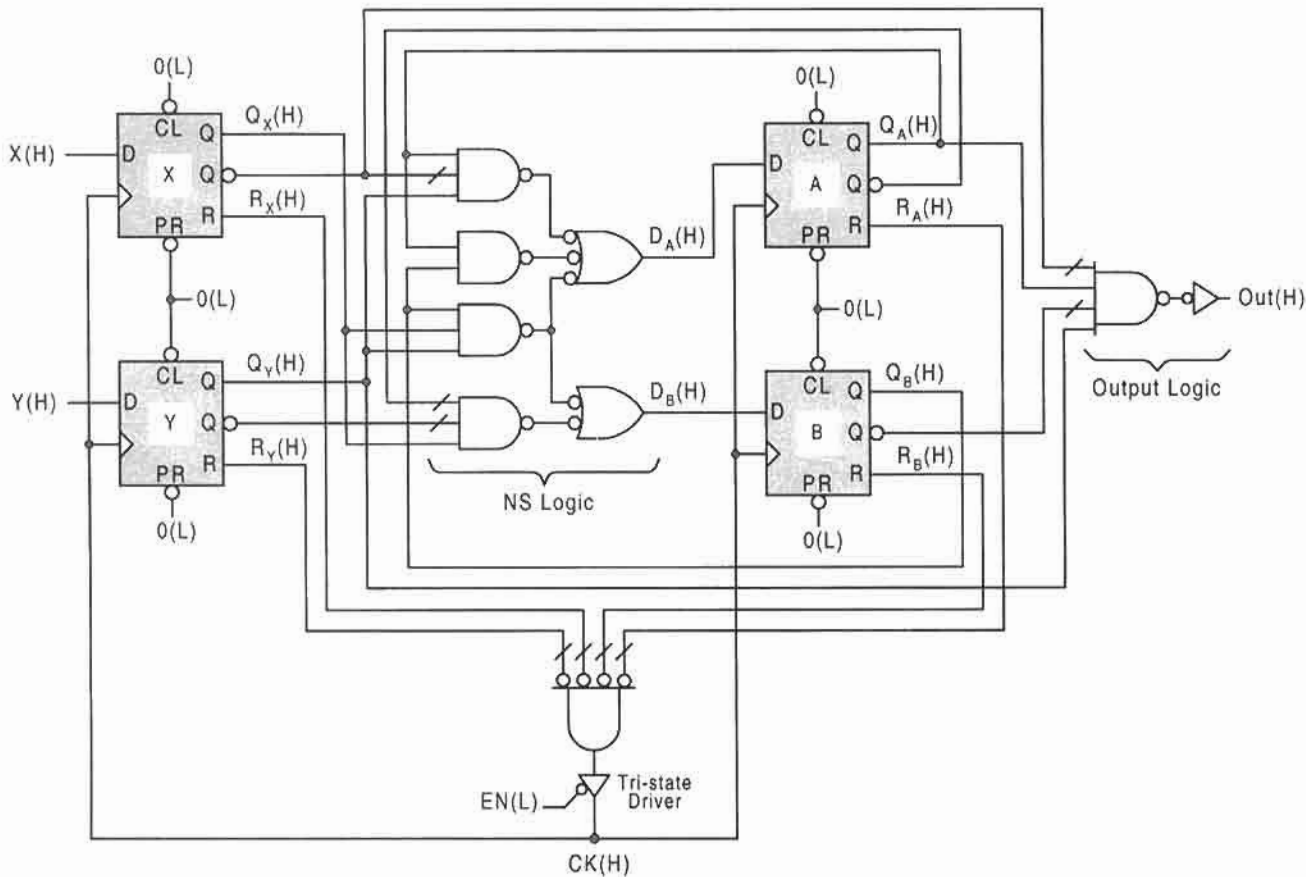 0(L)
CL
Q
Q_X(H)
X(H)
D
X
Q
R_X(H)
PR
R
0(L)
CL
Q
Q_Y(H)
Y(H)
D
Y
Q
R_Y(H)
PR
R
0(L)
D_A(H)
D_B(H)
NS Logic
0(L)
CL
Q
Q_A(H)
D
A
Q
R_A(H)
PR
R
0(L)
CL
Q
Q_B(H)
D
B
Q
R_B(H)
PR
R
0(L)
Out(H)
Output Logic
EN(L)
Tri-state
Driver
CK(H)